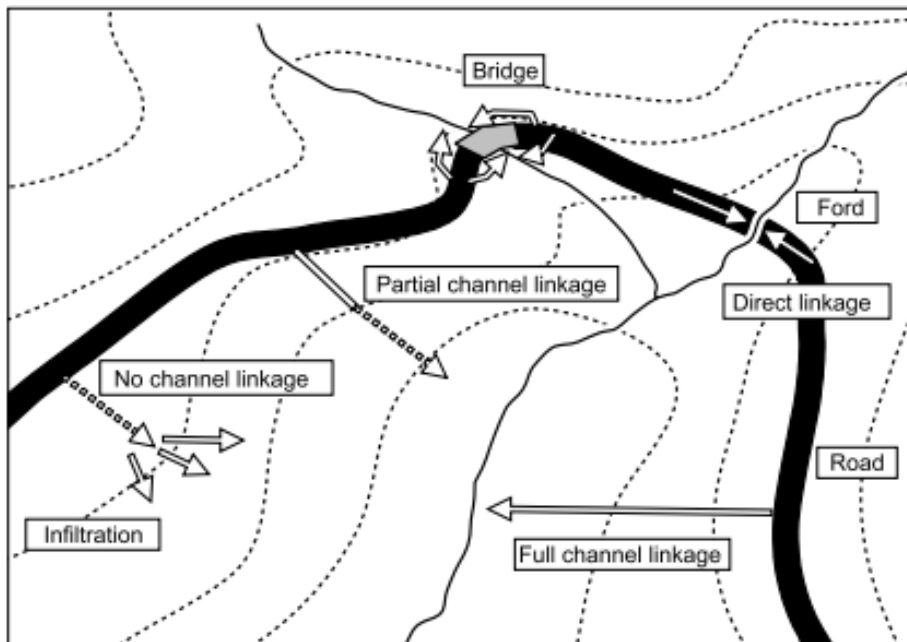 Bridge
Ford
Partial channel linkage
Direct linkage
No channel linkage
Road
Infiltration
Full channel linkage